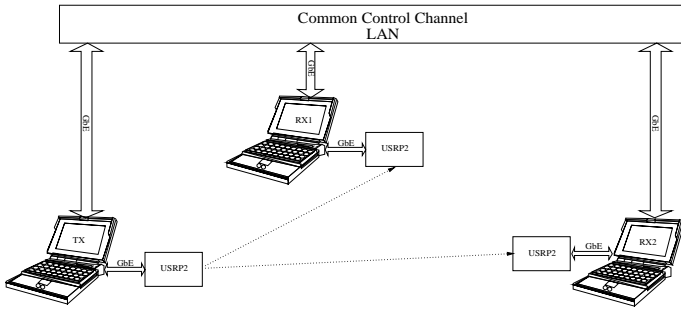 Common Control Channel
LAN
GbE
GbE
GbE
RX1
GbE
USRP2
TX
GbE
USRP2
USRP2
GbE
RX2